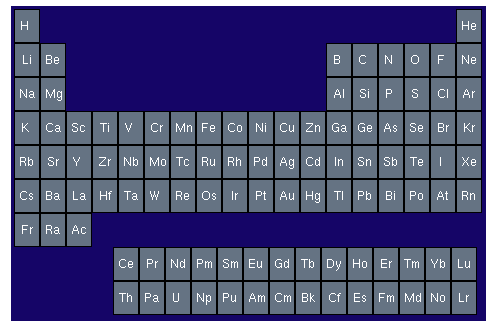 H He
Li Be B C N O F Ne
Na Mg Al Si P S Cl Ar
K Ca Sc Ti V Cr Mn Fe Co Ni Cu Zn Ga Ge As Se Br Kr
Rb Sr Y Zr Nb Mo Tc Ru Rh Pd Ag Cd In Sn Sb Te I Xe
Cs Ba La Hf Ta W Re Os Ir Pt Au Hg Tl Pb Bi Po At Rn
Fr Ra Ac
Ce Pr Nd Pm Sm Eu Gd Tb Dy Ho Er Tm Yb Lu
Th Pa U Np Pu Am Cm Bk Cf Es Fm Md No Lr